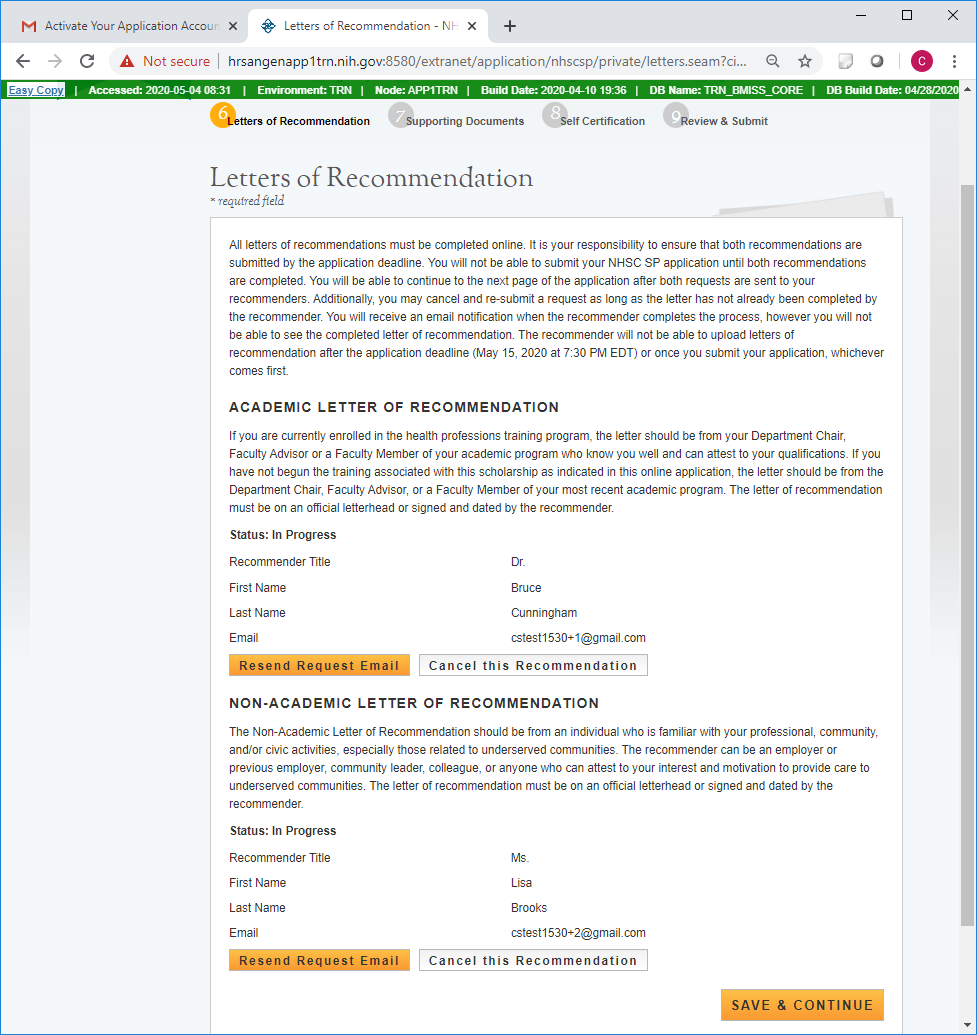 Activate Your Application Accoun
Letters of Recommendation - NH
Not secure
hrsangenapp1trn.nih.gov:8580/extranet/application/nhscsp/private/letters.seam?ci...
C
Easy Copy | Accessed: 2020-05-04 08:31 | Environment: TRN | Node: APP1TRN | Build Date: 2020-04-10 19:36 | DB Name: TRN_BMISS_CORE | DB Build Date: 04/28/2020
6 Letters of Recommendation 7 Supporting Documents 8 Self Certification 9 Review & Submit
Letters of Recommendation
* required field
All letters of recommendations must be completed online. It is your responsibility to ensure that both recommendations are
submitted by the application deadline. You will not be able to submit your NHSC SP application until both recommendations
are completed. You will be able to continue to the next page of the application after both requests are sent to your
recommenders. Additionally, you may cancel and re-submit a request as long as the letter has not already been completed by
the recommender. You will receive an email notification when the recommender completes the process, however you will not
be able to see the completed letter of recommendation. The recommender will not be able to upload letters of
recommendation after the application deadline (May 15, 2020 at 7:30 PM EDT) or once you submit your application, whichever
comes first.
ACADEMIC LETTER OF RECOMMENDATION
If you are currently enrolled in the health professions training program, the letter should be from your Department Chair,
Faculty Advisor or a Faculty Member of your academic program who know you well and can attest to your qualifications. If you
have not begun the training associated with this scholarship as indicated in this online application, the letter should be from the
Department Chair, Faculty Advisor, or a Faculty Member of your most recent academic program. The letter of recommendation
must be on an official letterhead or signed and dated by the recommender.
Status: In Progress
Recommender Title Dr.
First Name Bruce
Last Name Cunningham
Email cstest1530+1@gmail.com
Resend Request Email Cancel this Recommendation
NON-ACADEMIC LETTER OF RECOMMENDATION
The Non-Academic Letter of Recommendation should be from an individual who is familiar with your professional, community,
and/or civic activities, especially those related to underserved communities. The recommender can be an employer or
previous employer, community leader, colleague, or anyone who can attest to your interest and motivation to provide care to
underserved communities. The letter of recommendation must be on an official letterhead or signed and dated by the
recommender.
Status: In Progress
Recommender Title Ms.
First Name Lisa
Last Name Brooks
Email cstest1530+2@gmail.com
Resend Request Email Cancel this Recommendation
SAVE & CONTINUE